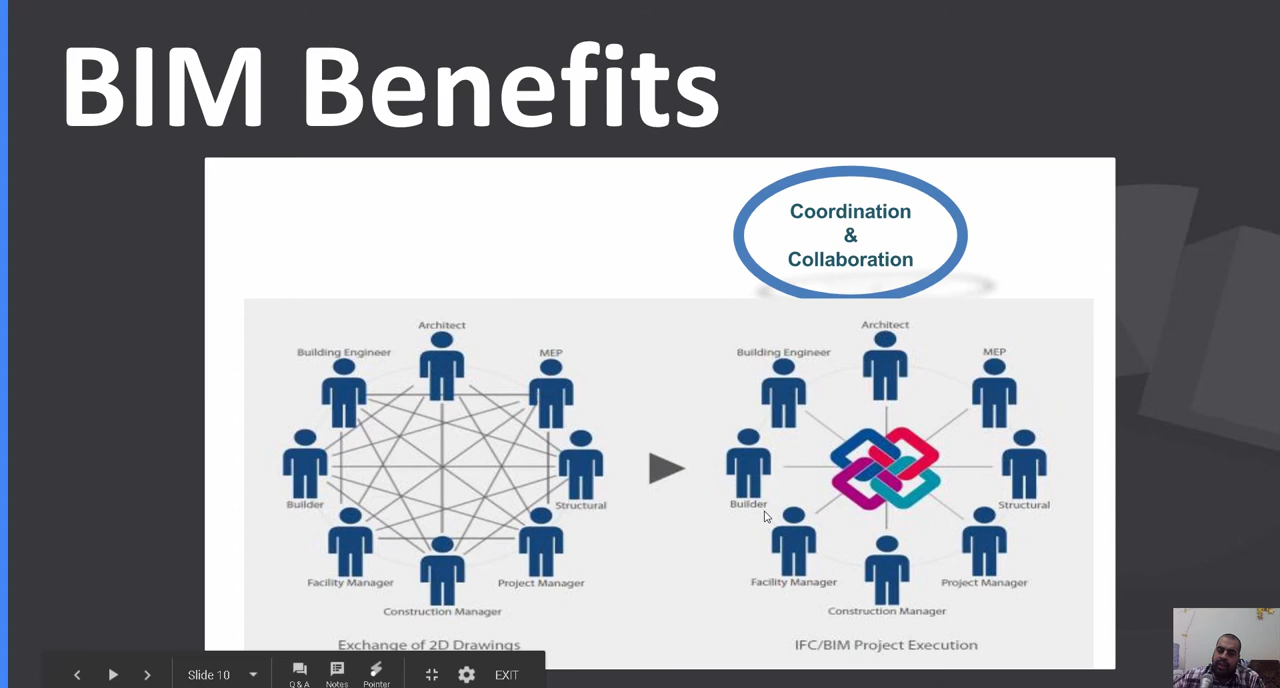 BIM Benefits
Coordination
&
Collaboration
Architect
Building Engineer
MEP
Builder
Structural
Facility Manager
Project Manager
Construction Manager
Exchange of 2D Drawings
Architect
Building Engineer
MEP
Builder
Structural
Facility Manager
Project Manager
Construction Manager
IFC/BIM Project Execution
Slide 10
Q & A
Notes
Pointer
EXIT